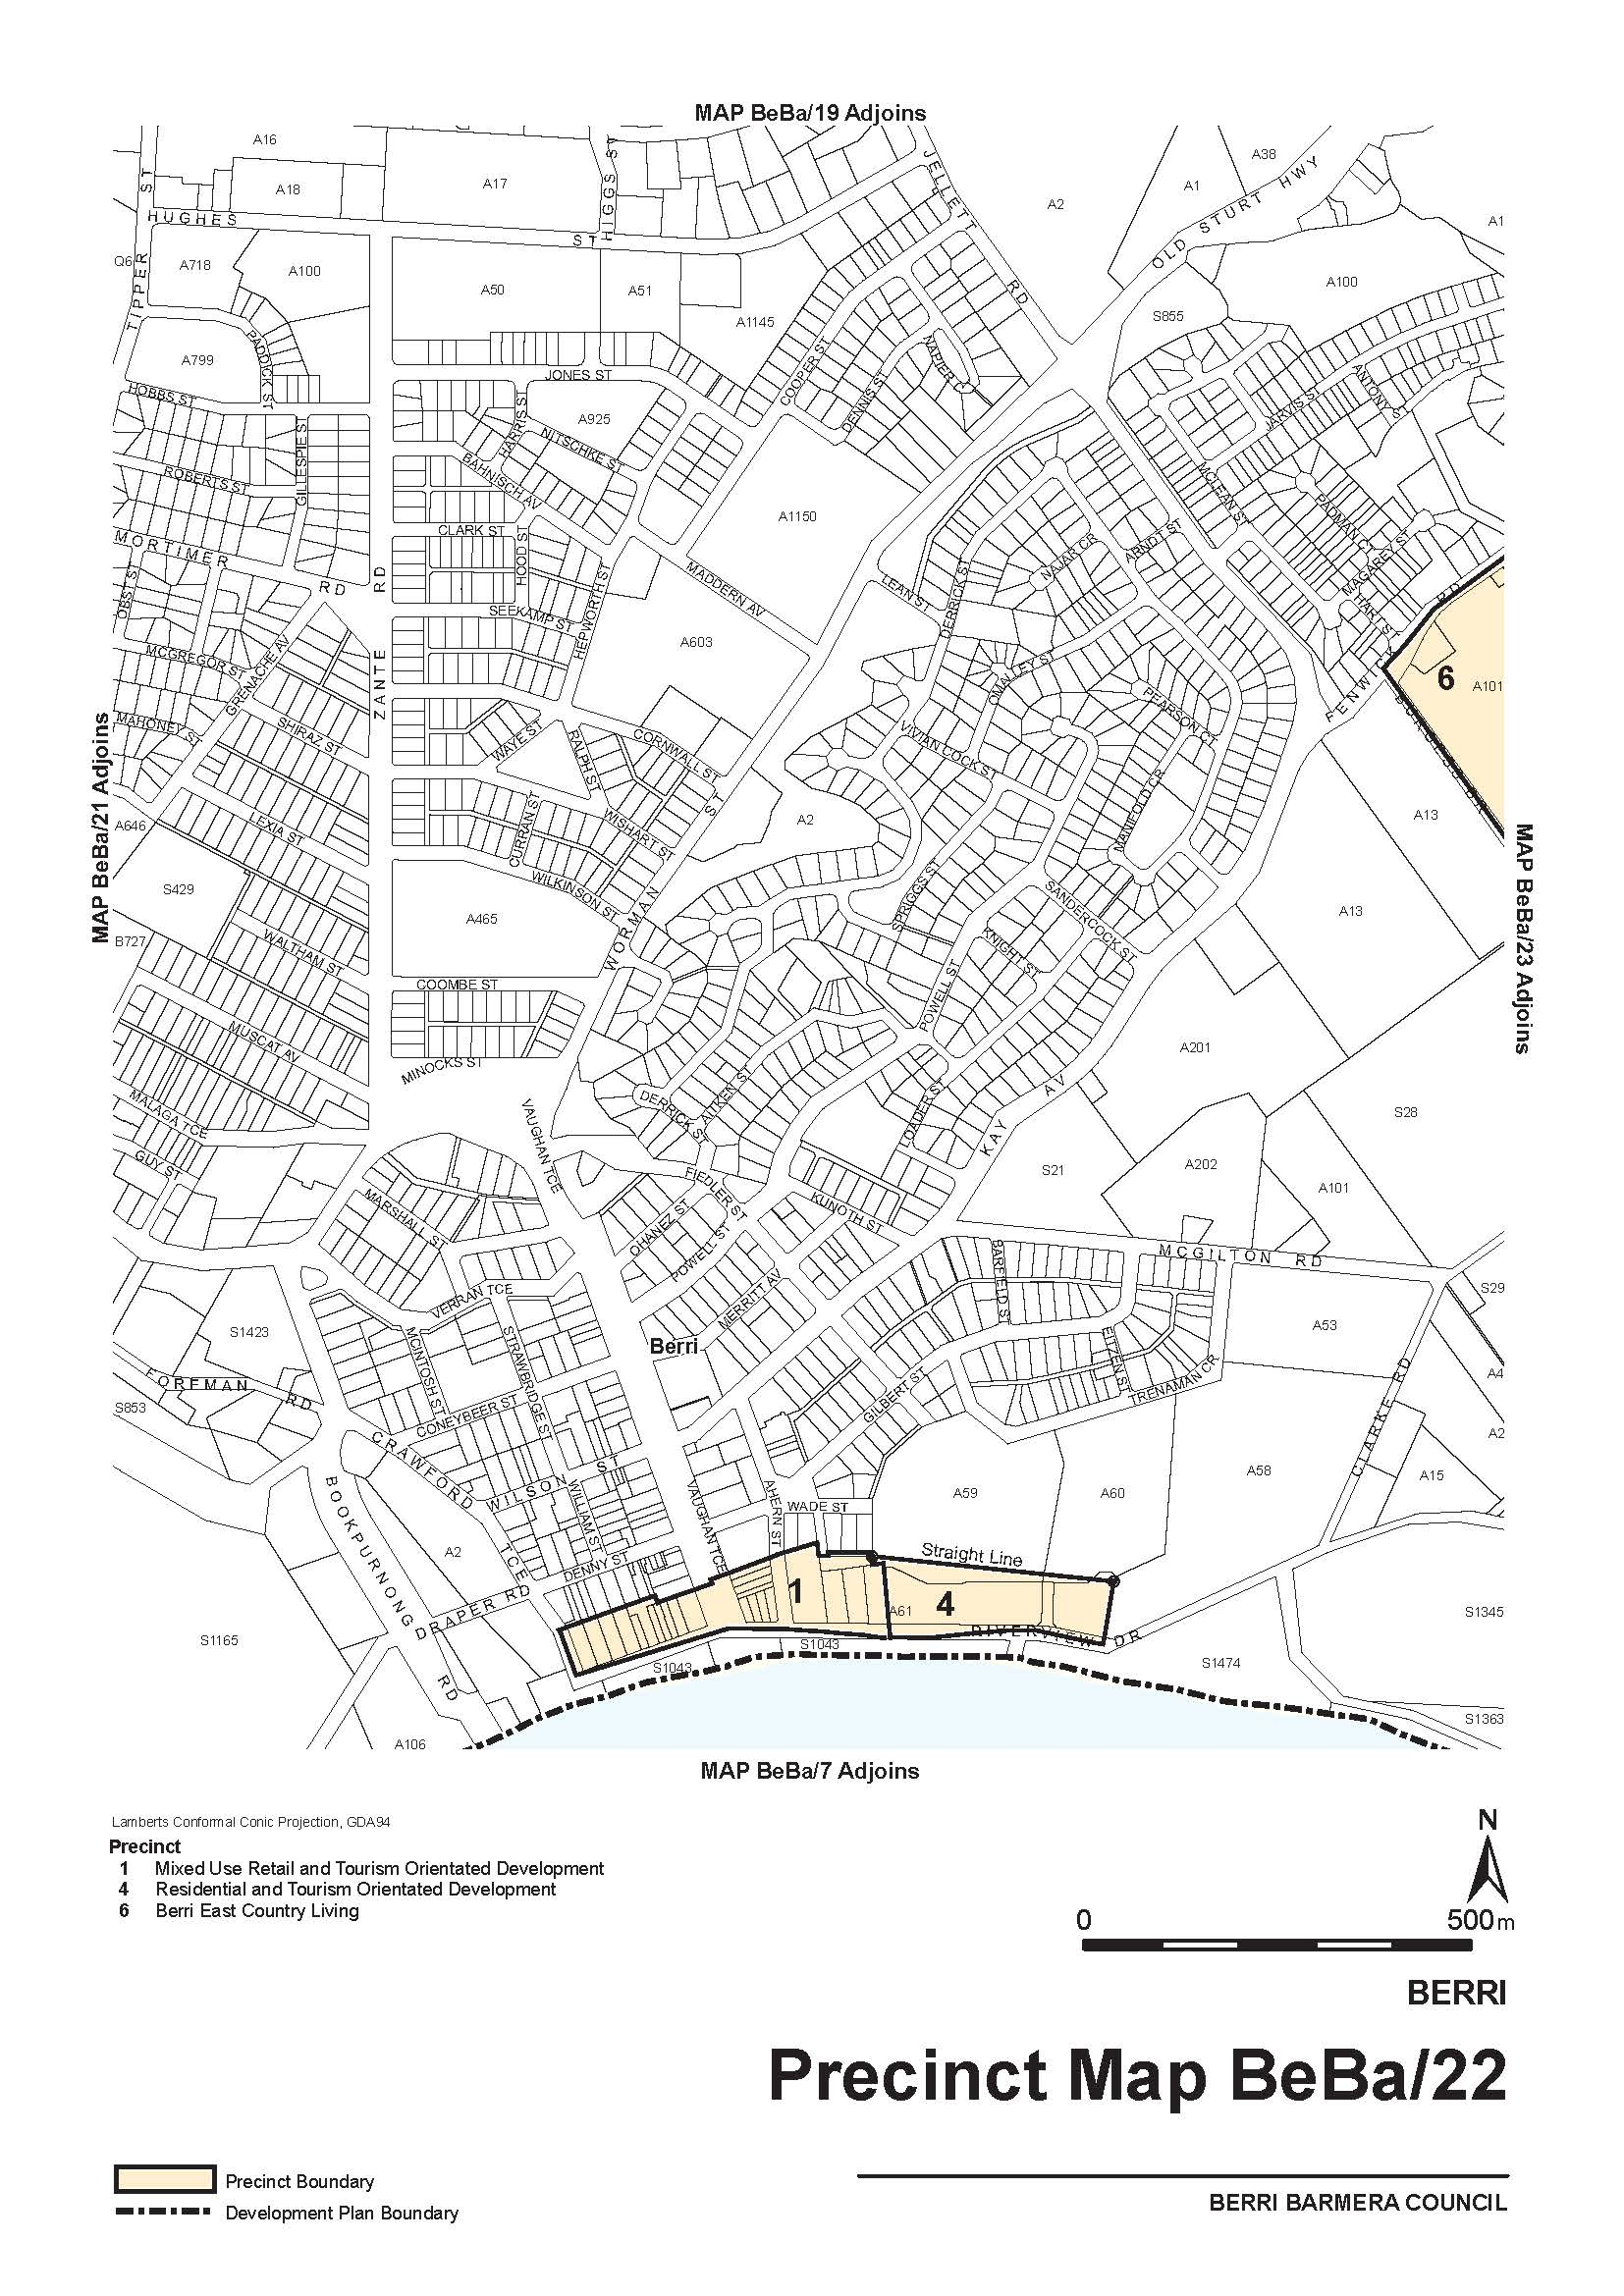 MAP BeBa/19 Adjoins
A16
A38
A17
A18
A1
ST
HIGGS ST
JELLETT RD
A2
OLD STURT HWY
HUGHES
ST
A1
Q6
TIPPER
A718
A100
A50
A51
A100
A1145
S855
PADDICK ST
A799
NAPIER CT
COOPER ST
DENNIS ST
JONES ST
ANTONY ST
HOBBS ST
HARRIS ST
A925
JARVIS ST
GILLESPIE ST
NITSCHKE ST
BAHNISCH AV
ROBERTS ST
MCLEAN ST
A1150
PADMAN CT
CLARK ST
MORTIMER RD
HOOD ST
NAJAR CR
ARNDT ST
MAGAREY ST
MADDERN AV
LEAN ST
DERRICK ST
ZANTE RD
HART ST
SEEKAMP ST
HEPWORTH ST
A603
MCGREGOR ST
GRENACHE AV
OMALLEY ST
FENWICK RD
6
A101
PEARSON CT
MAHONEY ST
SHIRAZ ST
WAYE ST
RALPH ST
CORNWALL ST
VIVIAN COCK ST
MAP BeBa/21 Adjoins
MANIFOLD CR
A646
LEXIA ST
CURRAN ST
WISHART ST
A2
A13
MAP BeBa/23 Adjoins
S429
WILKINSON ST
SPRIGGS ST
SANDERCOCK ST
A465
WORMAN ST
A13
B727
WALTHAM ST
KNIGHT ST
COOMBE ST
POWELL ST
MUSCAT AV
A201
MINOCKS ST
VAUGHAN TCE
DERRICK ST
AITKEN ST
LOADER ST
KAY AV
S28
MALAGA TCE
GUY ST
S21
A202
A101
FIEDLER ST
MARSHALL ST
OHANEZ ST
KUNOTH ST
POWELL ST
BARFIELD ST
MCGILTON RD
VERRAN TCE
MERRITT AV
S29
S1423
MCINTOSH ST
STRAWBRIDGE ST
Berri
A53
EITZEN ST
TRENAMAN CR
A4
FOREMAN RD
S853
CONEYBEER ST
GILBERT ST
CLARKE RD
A2
CRAWFORD TCE
WILSON ST
A58
A15
BOOKPURNONG RD
WILLIAM ST
VAUGHAN TCE
AHERN ST
WADE ST
A59
A60
A2
DENNY ST
Straight Line
DRAPER RD
1
4
A61
RIVERVIEW DR
S1345
S1165
S1043
S1043
S1474
S1363
A106
MAP BeBa/7 Adjoins
Lamberts Conformal Conic Projection, GDA94
Precinct
1 Mixed Use Retail and Tourism Orientated Development
4 Residential and Tourism Orientated Development
6 Berri East Country Living
N
0 500m
BERRI
Precinct Map BeBa/22
Precinct Boundary
Development Plan Boundary
BERRI BARMERA COUNCIL